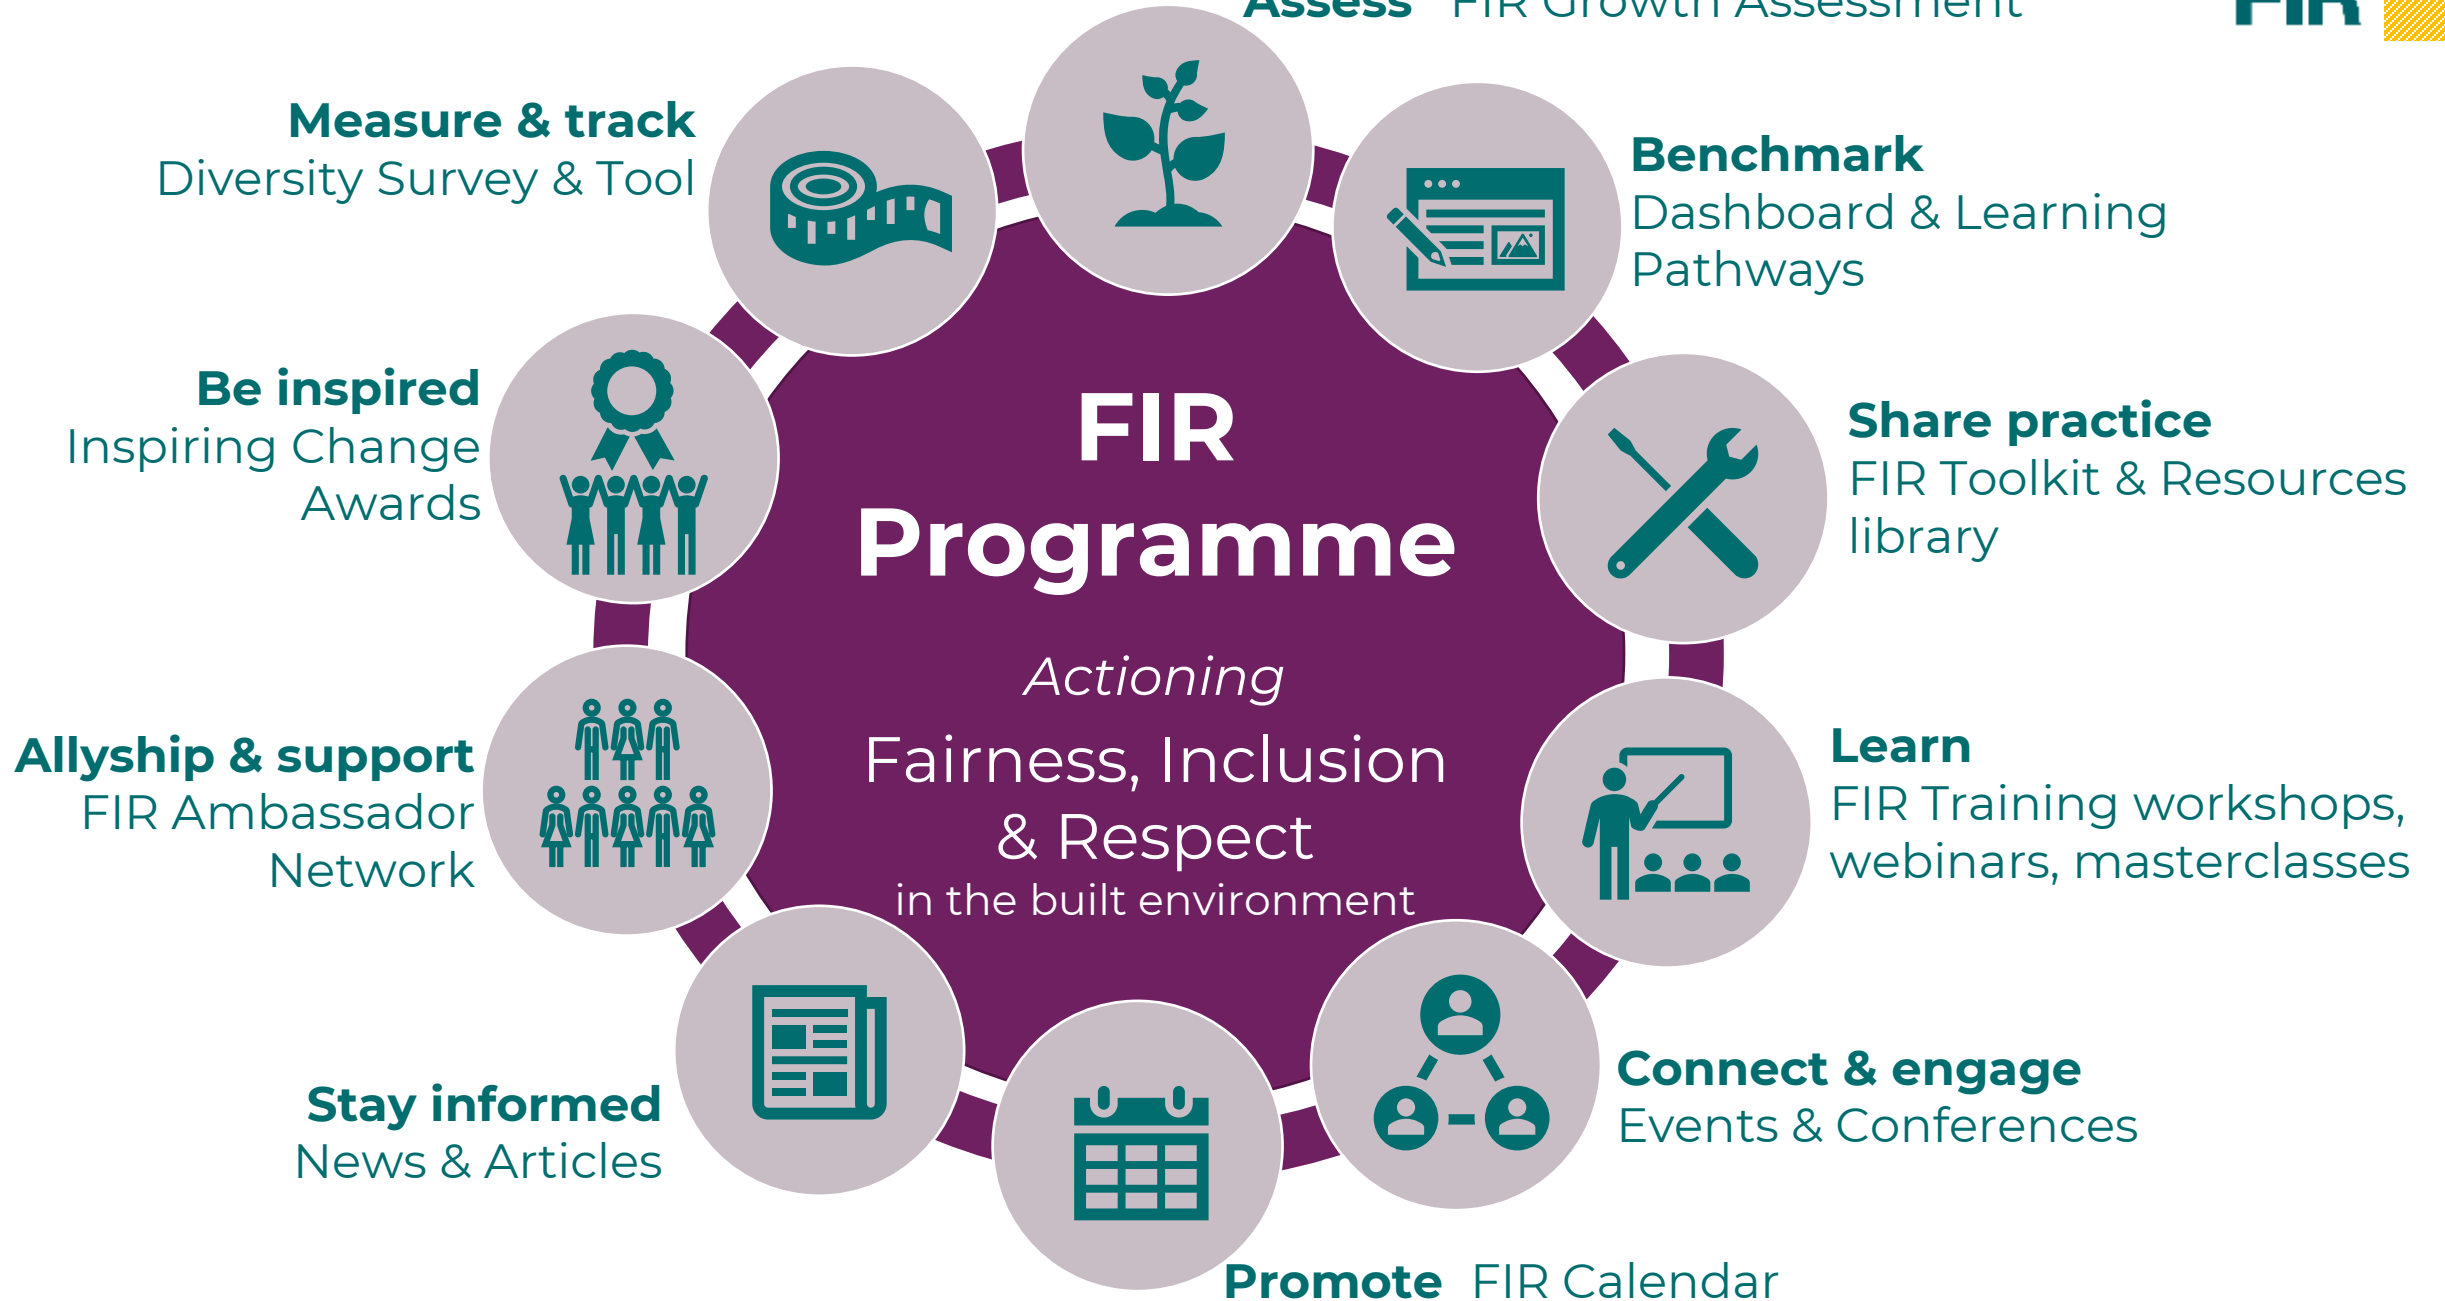 Assess FIR Growth Assessment
FIR
Measure & track
Diversity Survey & Tool
Benchmark
Dashboard & Learning
Pathways
Be inspired
Inspiring Change
Awards
Share practice
FIR Toolkit & Resources
library
FIR
Programme
Actioning
Fairness, Inclusion
& Respect
in the built environment
Allyship & support
FIR Ambassador
Network
Learn
FIR Training workshops,
webinars, masterclasses
Stay informed
News & Articles
Connect & engage
Events & Conferences
Promote FIR Calendar